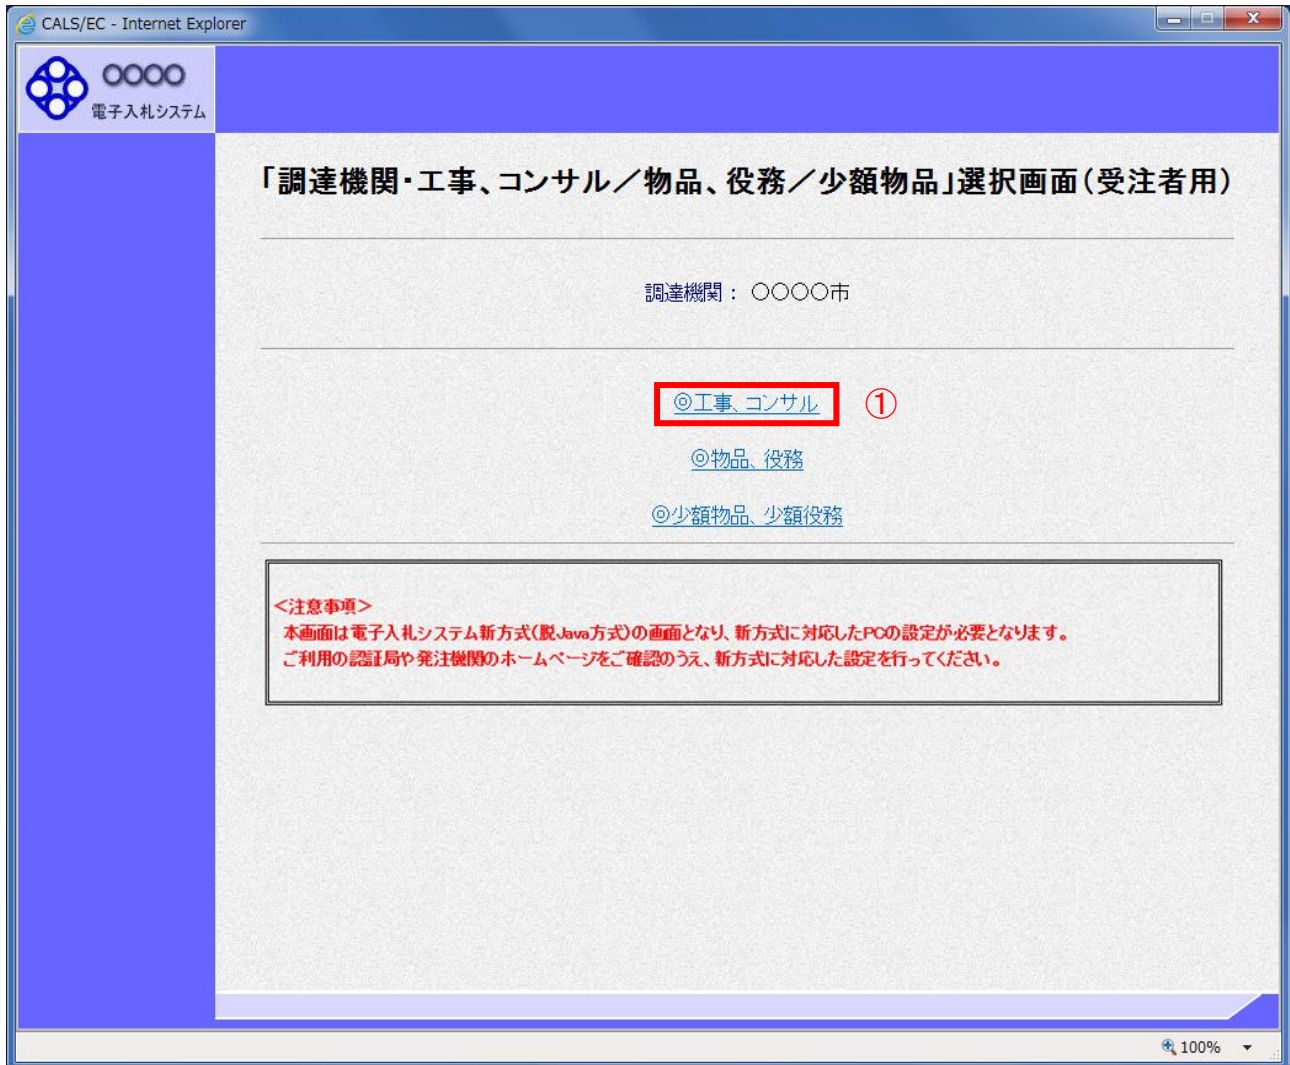 CALS/EC - Internet Explorer
〇〇〇〇
電子入札システム
「調達機関・工事、コンサル／物品、役務／少額物品」選択画面(受注者用)
調達機関： 〇〇〇〇市
◎工事、コンサル ①
◎物品、役務
◎少額物品、少額役務
＜注意事項＞
本画面は電子入札システム新方式(脱Java方式)の画面となり、新方式に対応したPCの設定が必要となります。
ご利用の認証局や発注機関のホームページをご確認のうえ、新方式に対応した設定を行ってください。
100%